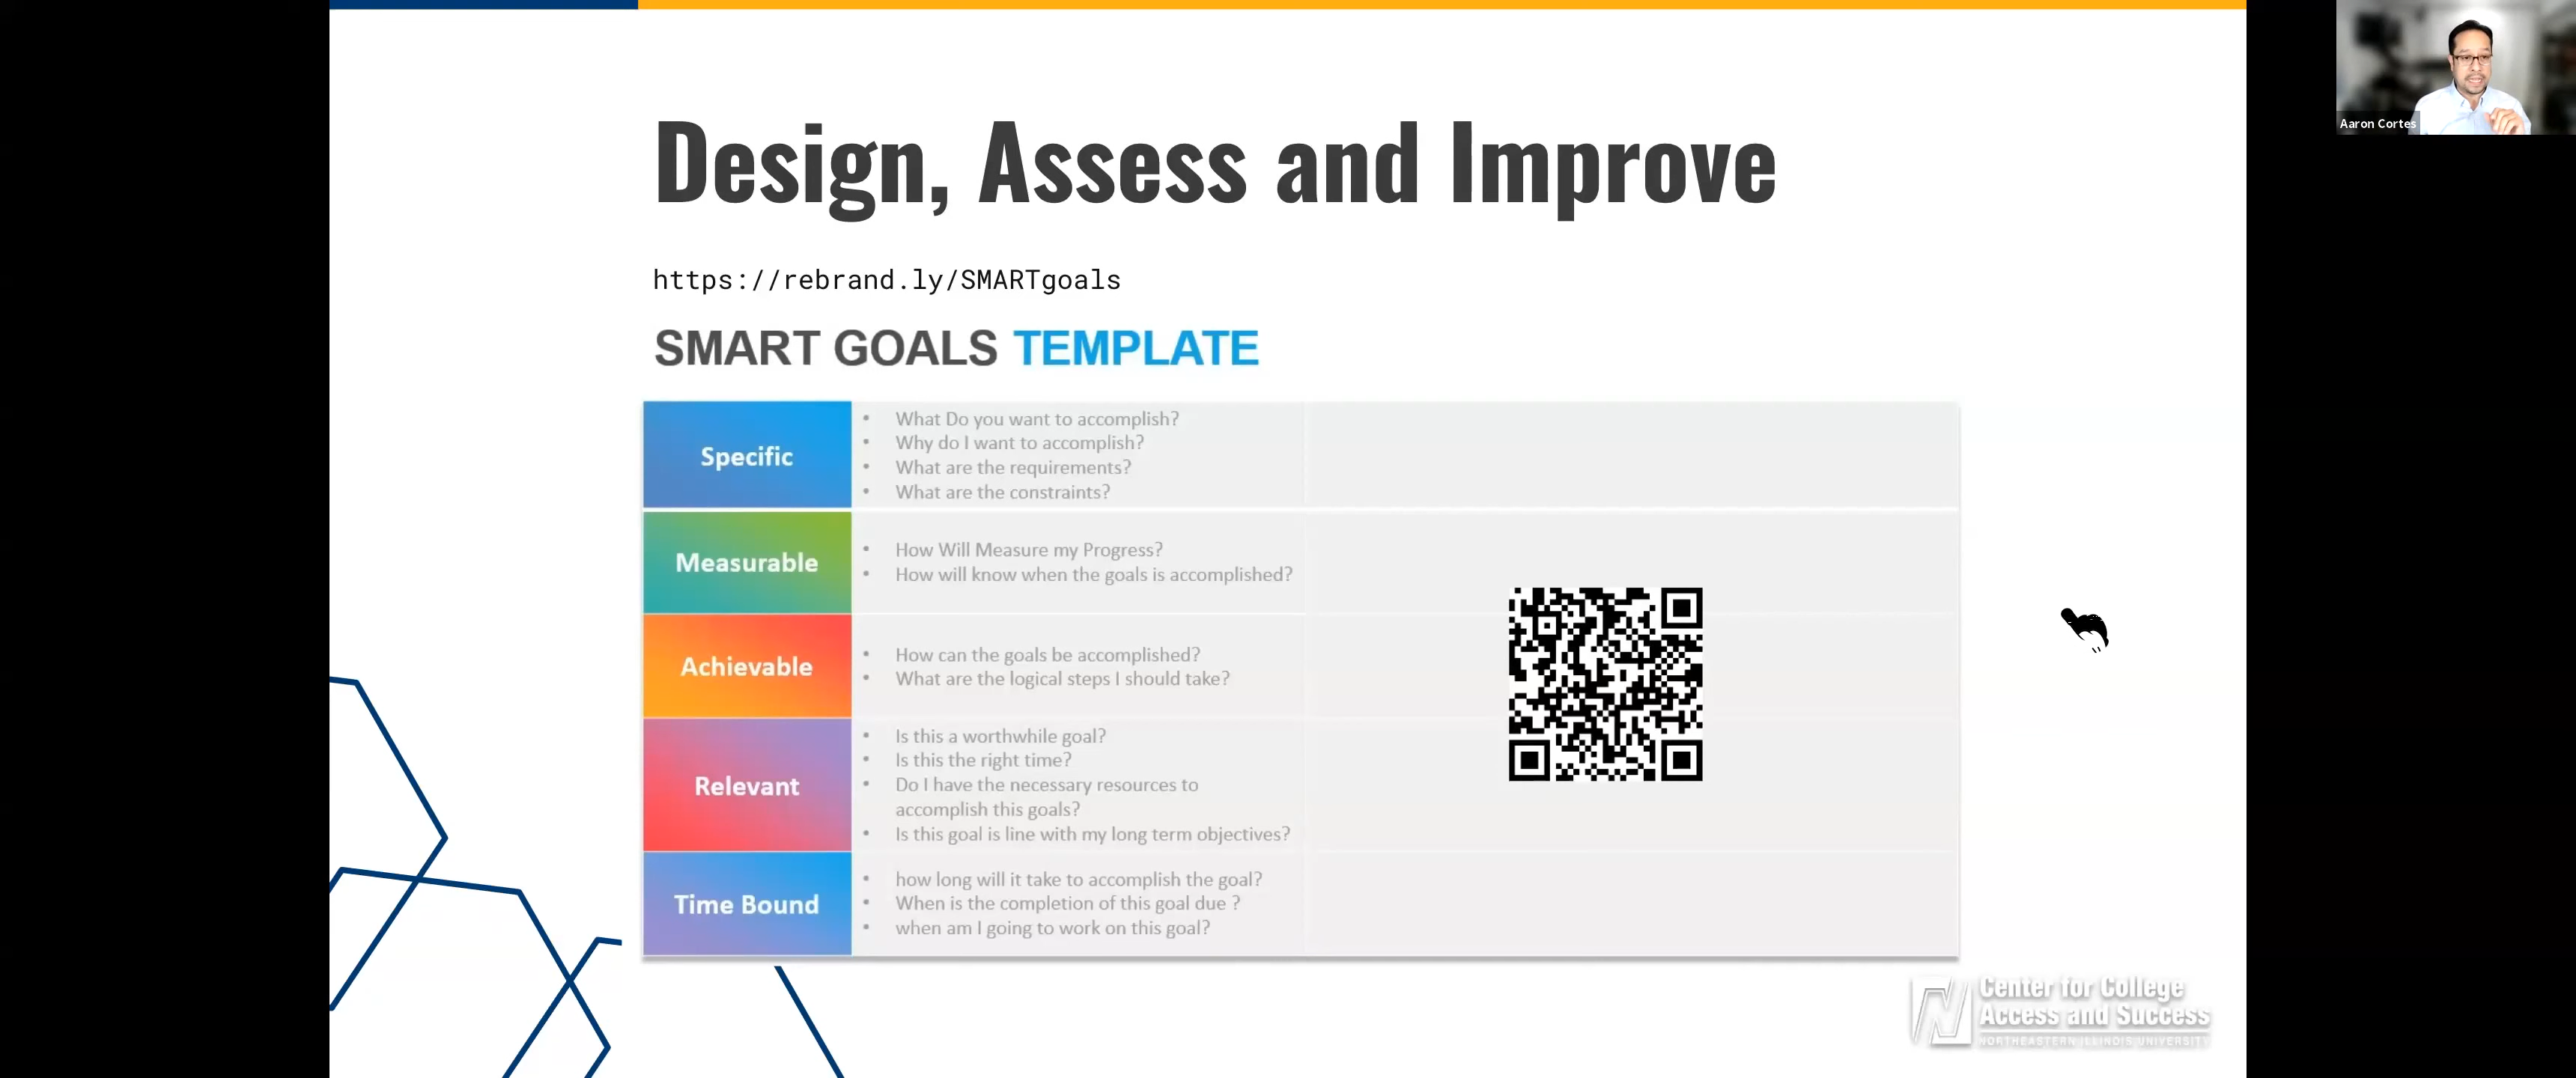 Design, Assess and Improve
https://rebrand.ly/SMARTgoals
SMART GOALS TEMPLATE
Specific
• What Do you want to accomplish?
• Why do I want to accomplish?
• What are the requirements?
• What are the constraints?
Measurable
• How Will Measure my Progress?
• How will know when the goals is accomplished?
Achievable
• How can the goals be accomplished?
• What are the logical steps I should take?
Relevant
• Is this a worthwhile goal?
• Is this the right time?
• Do I have the necessary resources to
accomplish this goals?
• Is this goal is line with my long term objectives?
Time Bound
• how long will it take to accomplish the goal?
• When is the completion of this goal due ?
• when am I going to work on this goal?
Center for College
Access and Success
NORTHEASTERN ILLINOIS UNIVERSITY
Aaron Cortes